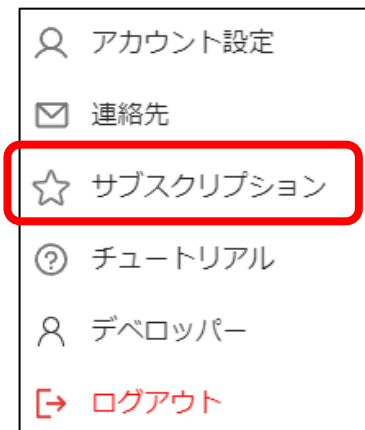 アカウント設定
連絡先
サブスクリプション
チュートリアル
デベロッパー
ログアウト